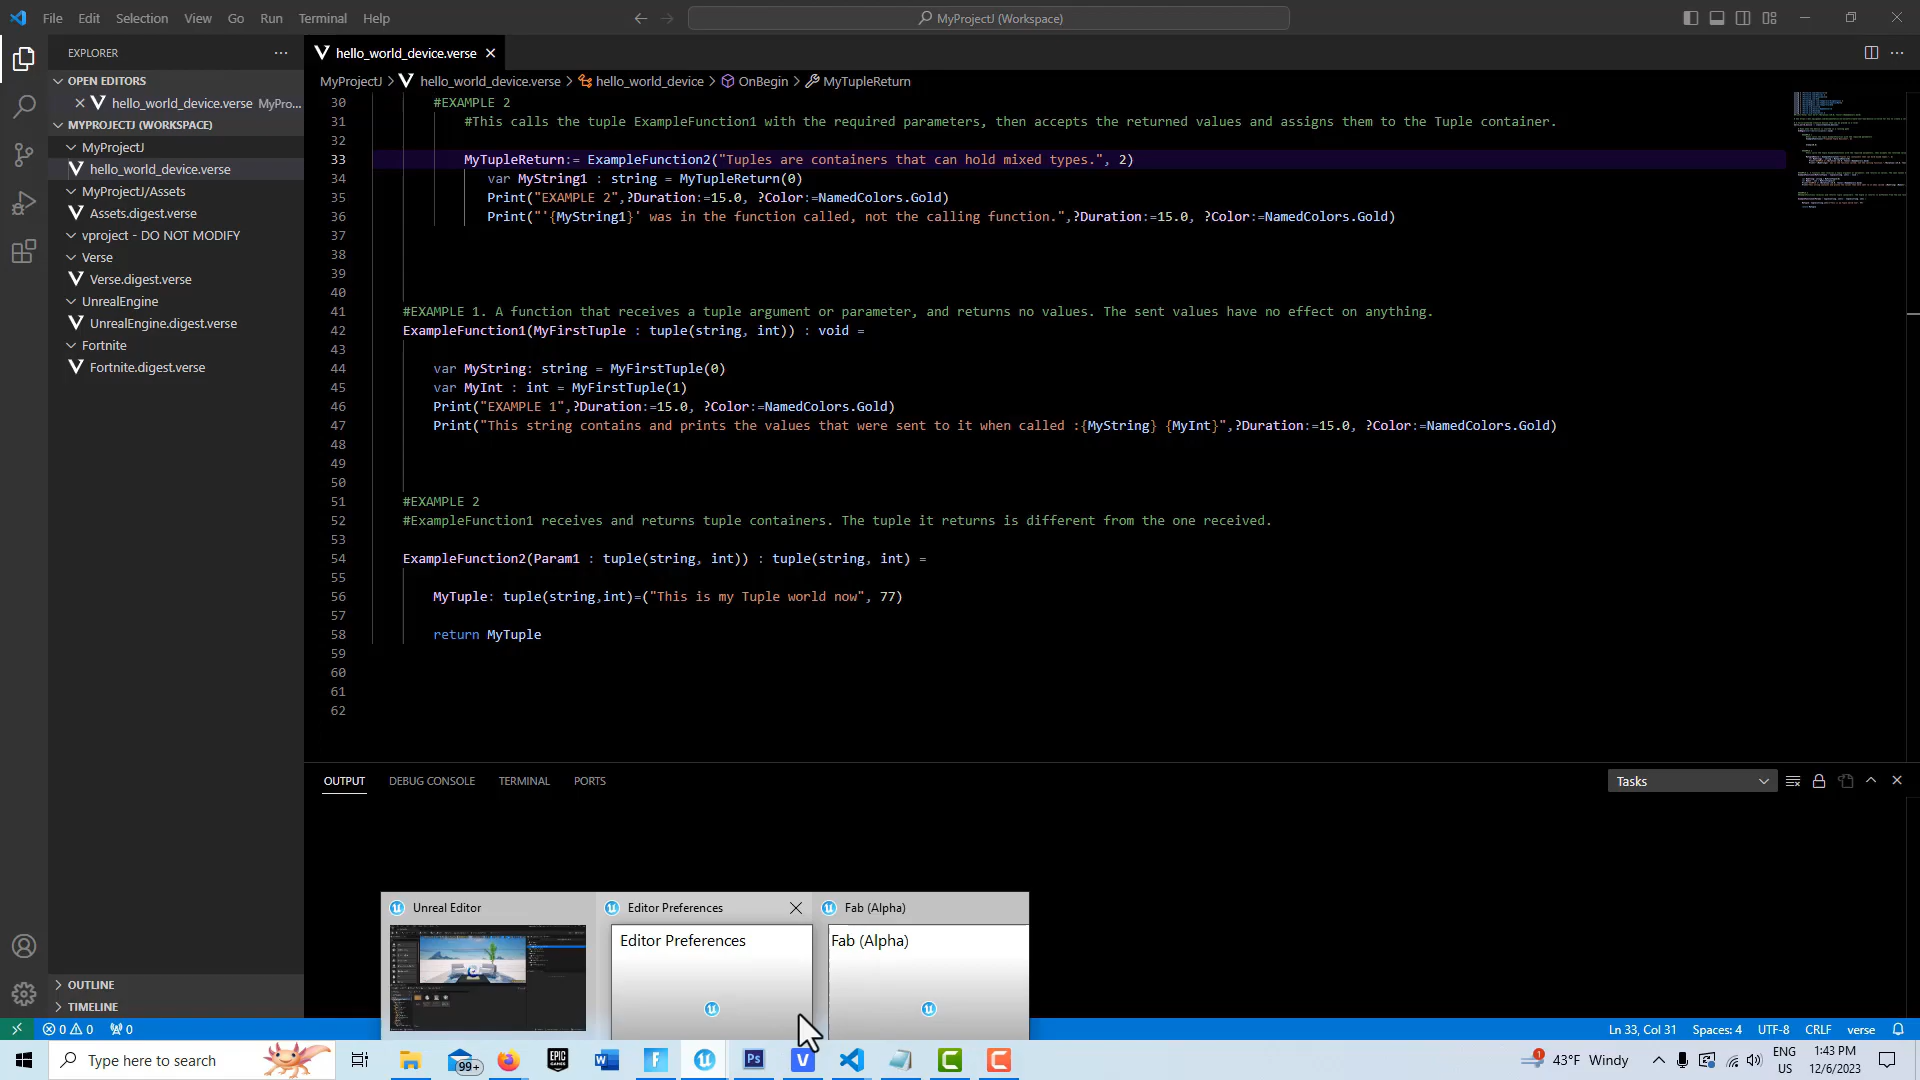 File Edit Selection View Go Run Terminal Help
MyProjectJ (Workspace)
EXPLORER
OPEN EDITORS
hello_world_device.verse MyPro...
MYPROJECTJ (WORKSPACE)
MyProjectJ
hello_world_device.verse
MyProjectJ/Assets
Assets.digest.verse
vproject - DO NOT MODIFY
Verse
Verse.digest.verse
UnrealEngine
UnrealEngine.digest.verse
Fortnite
Fortnite.digest.verse
OUTLINE
TIMELINE
hello_world_device.verse
MyProjectJ > hello_world_device.verse > hello_world_device > OnBegin > MyTupleReturn
30 #EXAMPLE 2
31 #This calls the tuple ExampleFunction1 with the required parameters, then accepts the returned values and assigns them to the Tuple container.
32
33 MyTupleReturn:= ExampleFunction2("Tuples are containers that can hold mixed types.", 2)
34 var MyString1 : string = MyTupleReturn(0)
35 Print("EXAMPLE 2",?Duration:=15.0, ?Color:=NamedColors.Gold)
36 Print("'{MyString1}' was in the function called, not the calling function.",?Duration:=15.0, ?Color:=NamedColors.Gold)
37
38
39
40
41 #EXAMPLE 1. A function that receives a tuple argument or parameter, and returns no values. The sent values have no effect on anything.
42 ExampleFunction1(MyFirstTuple : tuple(string, int)) : void =
43
44 var MyString: string = MyFirstTuple(0)
45 var MyInt : int = MyFirstTuple(1)
46 Print("EXAMPLE 1",?Duration:=15.0, ?Color:=NamedColors.Gold)
47 Print("This string contains and prints the values that were sent to it when called :{MyString} {MyInt}",?Duration:=15.0, ?Color:=NamedColors.Gold)
48
49
50
51 #EXAMPLE 2
52 #ExampleFunction1 receives and returns tuple containers. The tuple it returns is different from the one received.
53
54 ExampleFunction2(Param1 : tuple(string, int)) : tuple(string, int) =
55
56 MyTuple: tuple(string,int)=("This is my Tuple world now", 77)
57
58 return MyTuple
59
60
61
62
OUTPUT DEBUG CONSOLE TERMINAL PORTS
Tasks
Unreal Editor
Editor Preferences
Fab (Alpha)
Editor Preferences
Fab (Alpha)
0 0 0
Ln 33, Col 31 Spaces: 4 UTF-8 CRLF verse
Type here to search
99+
EPIC GAMES
W
F
Ps
V
C
C
1
43°F Windy
ENG
US
1:43 PM
12/6/2023